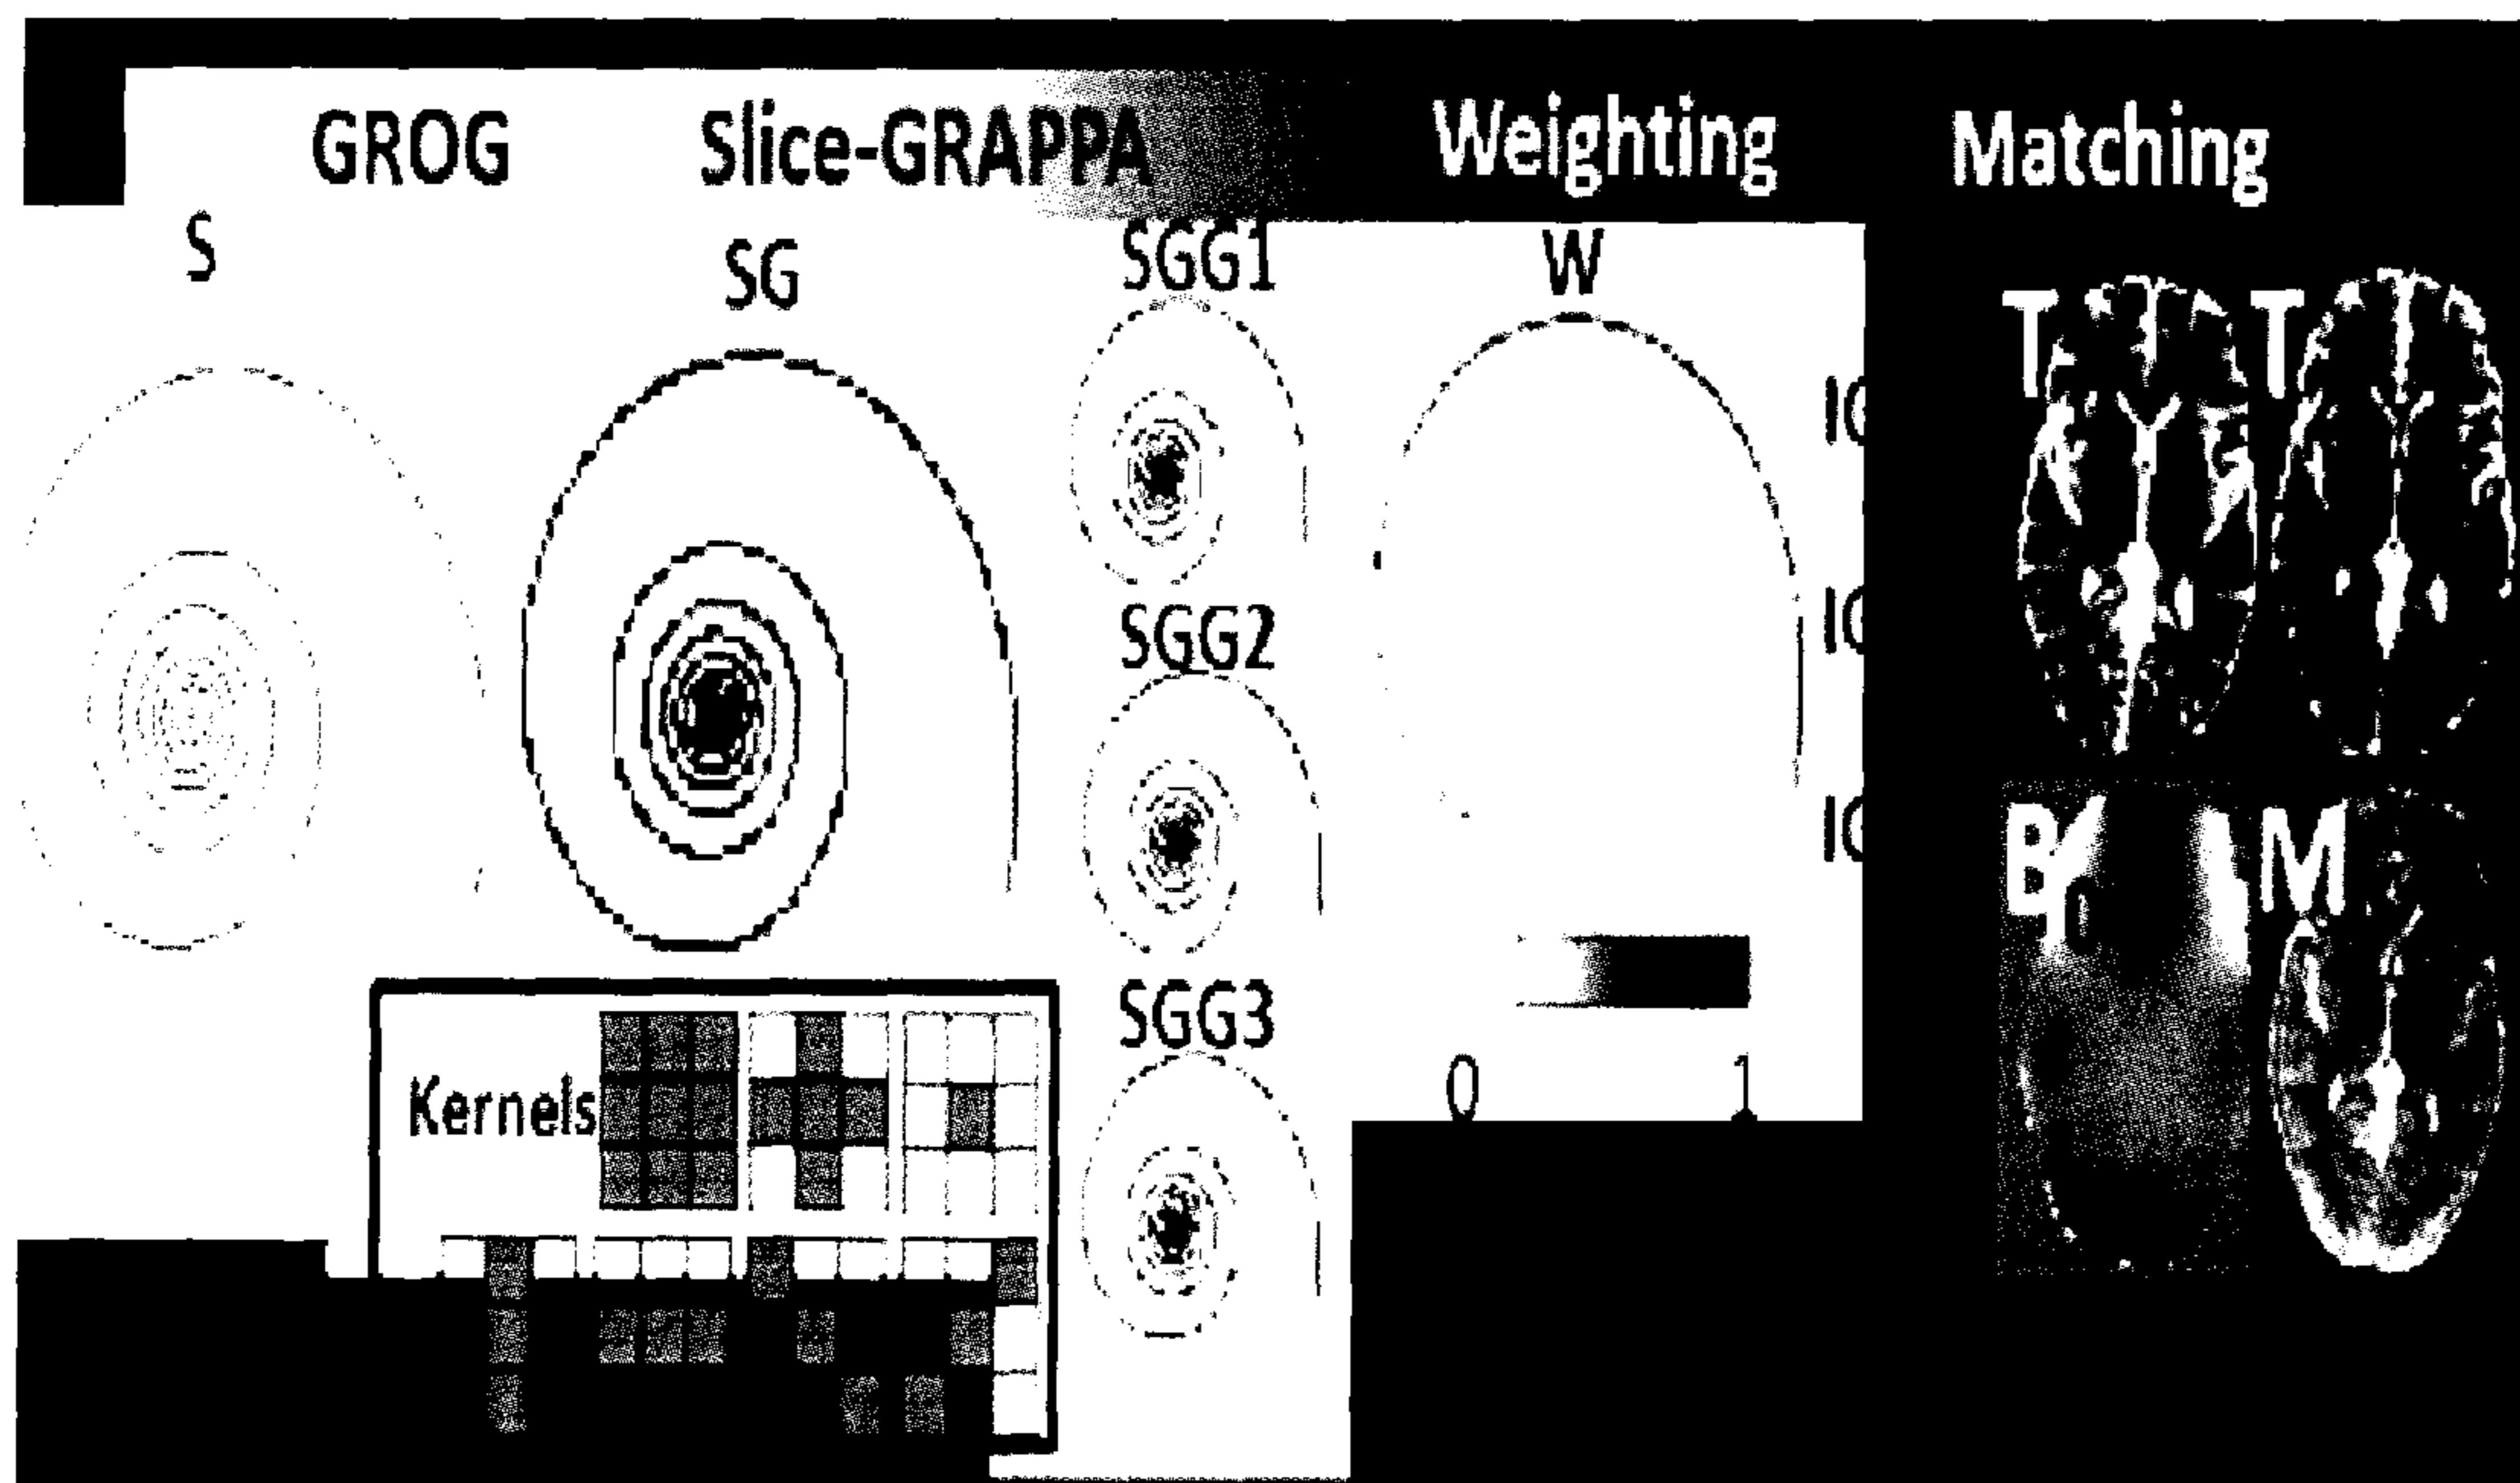 GROG Slice-GRAPPA Weighting Matching
S SG SGG1 W
T T
SGG2
B M
SGG3
Kernels
0 1